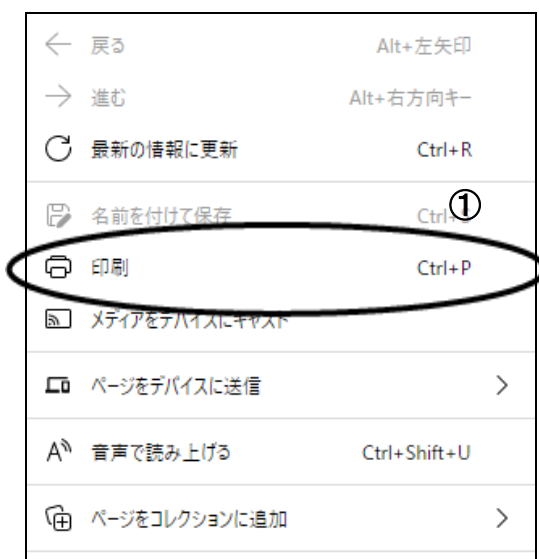 戻る Alt+左矢印
進む Alt+右方向キー
最新の情報に更新 Ctrl+R
①
名前を付けて保存
印刷 Ctrl+P
メディアをデバイスにキャスト
ページをデバイスに送信
音声で読み上げる Ctrl+Shift+U
ページをコレクションに追加